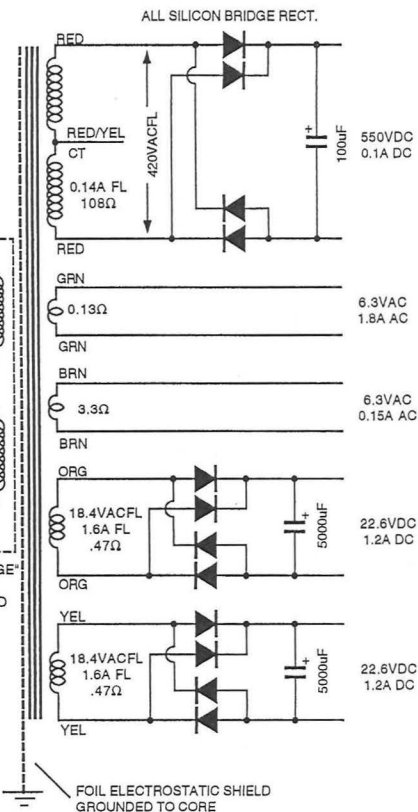 ALL SILICON BRIDGE RECT.
RED
RED/YEL
CT
420VACFL
0.14A FL
108Ω
RED
+
100uF
550VDC
0.1A DC
GRN
0.13Ω
GRN
6.3VAC
1.8A AC
BRN
3.3Ω
BRN
6.3VAC
0.15A AC
ORG
18.4VACFL
1.6A FL
.47Ω
ORG
+
5000uF
22.6VDC
1.2A DC
GE"
D
YEL
18.4VACFL
1.6A FL
.47Ω
YEL
+
5000uF
22.6VDC
1.2A DC
FOIL ELECTROSTATIC SHIELD
GROUNDED TO CORE